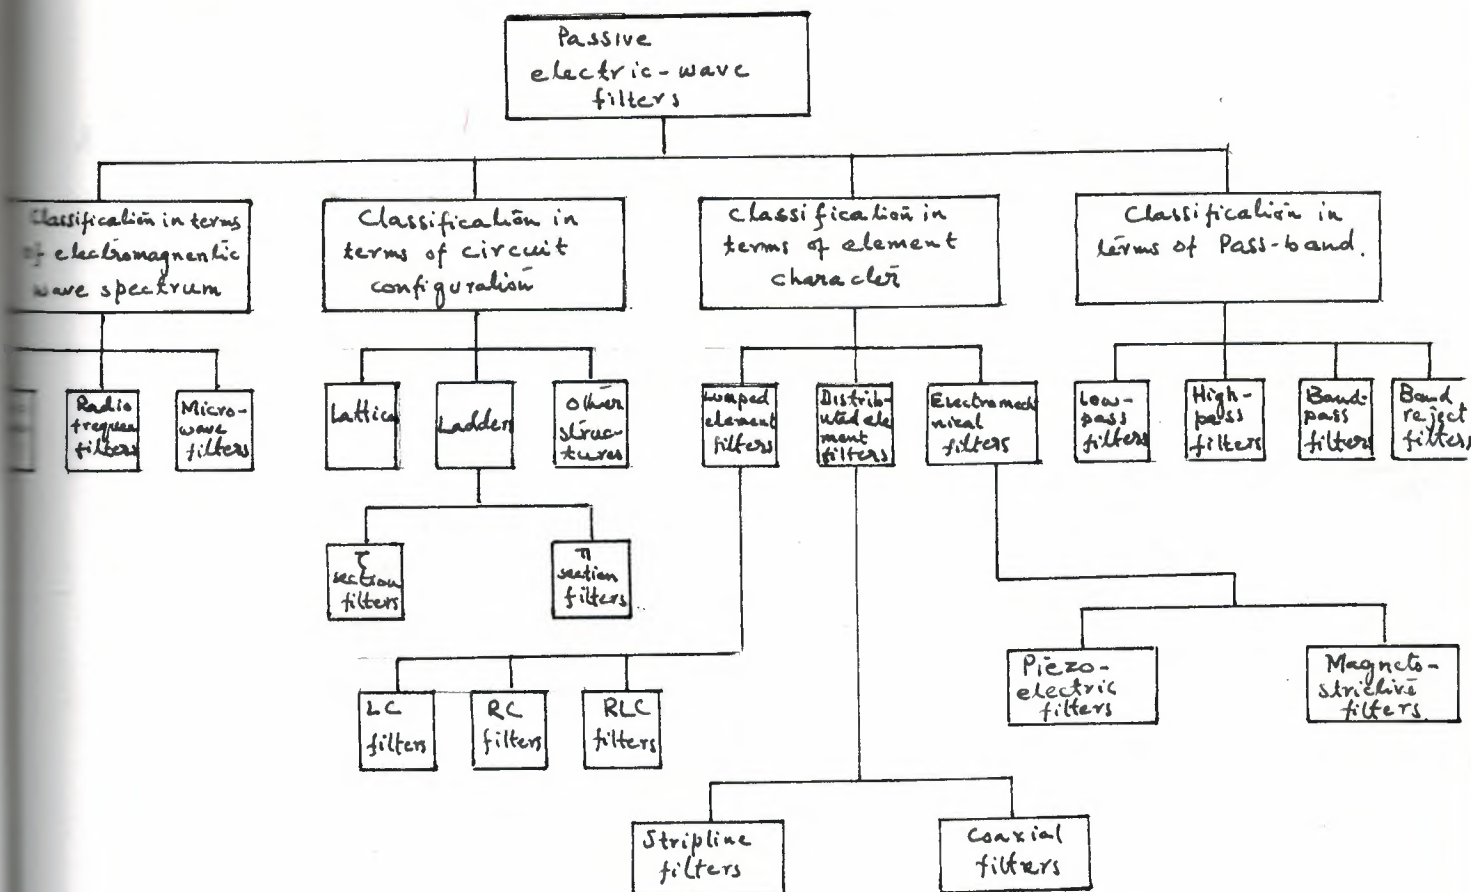 Passive
electric-wave
filters
Classification in terms
of electromagnentic
wave spectrum
Classification in
terms of circuit
configuration
Classification in
terms of element
character
Classification in
terms of Pass-band.
Radio
frequen
filters
Micro-
wave
filters
Lattice
Ladder
Other
struc-
tures
Lumped
element
filters
Distrib-
uted ele
ment
filters
Electromech
nical
filters
Low-
pass
filters
High-
pass
filters
Band-
pass
filters
Band
reject
filters
T
section
filters
π
section
filters
LC
filters
RC
filters
RLC
filters
Piezo-
electric
filters
Magneto-
strictive
filters.
Stripline
filters
Coaxial
filters